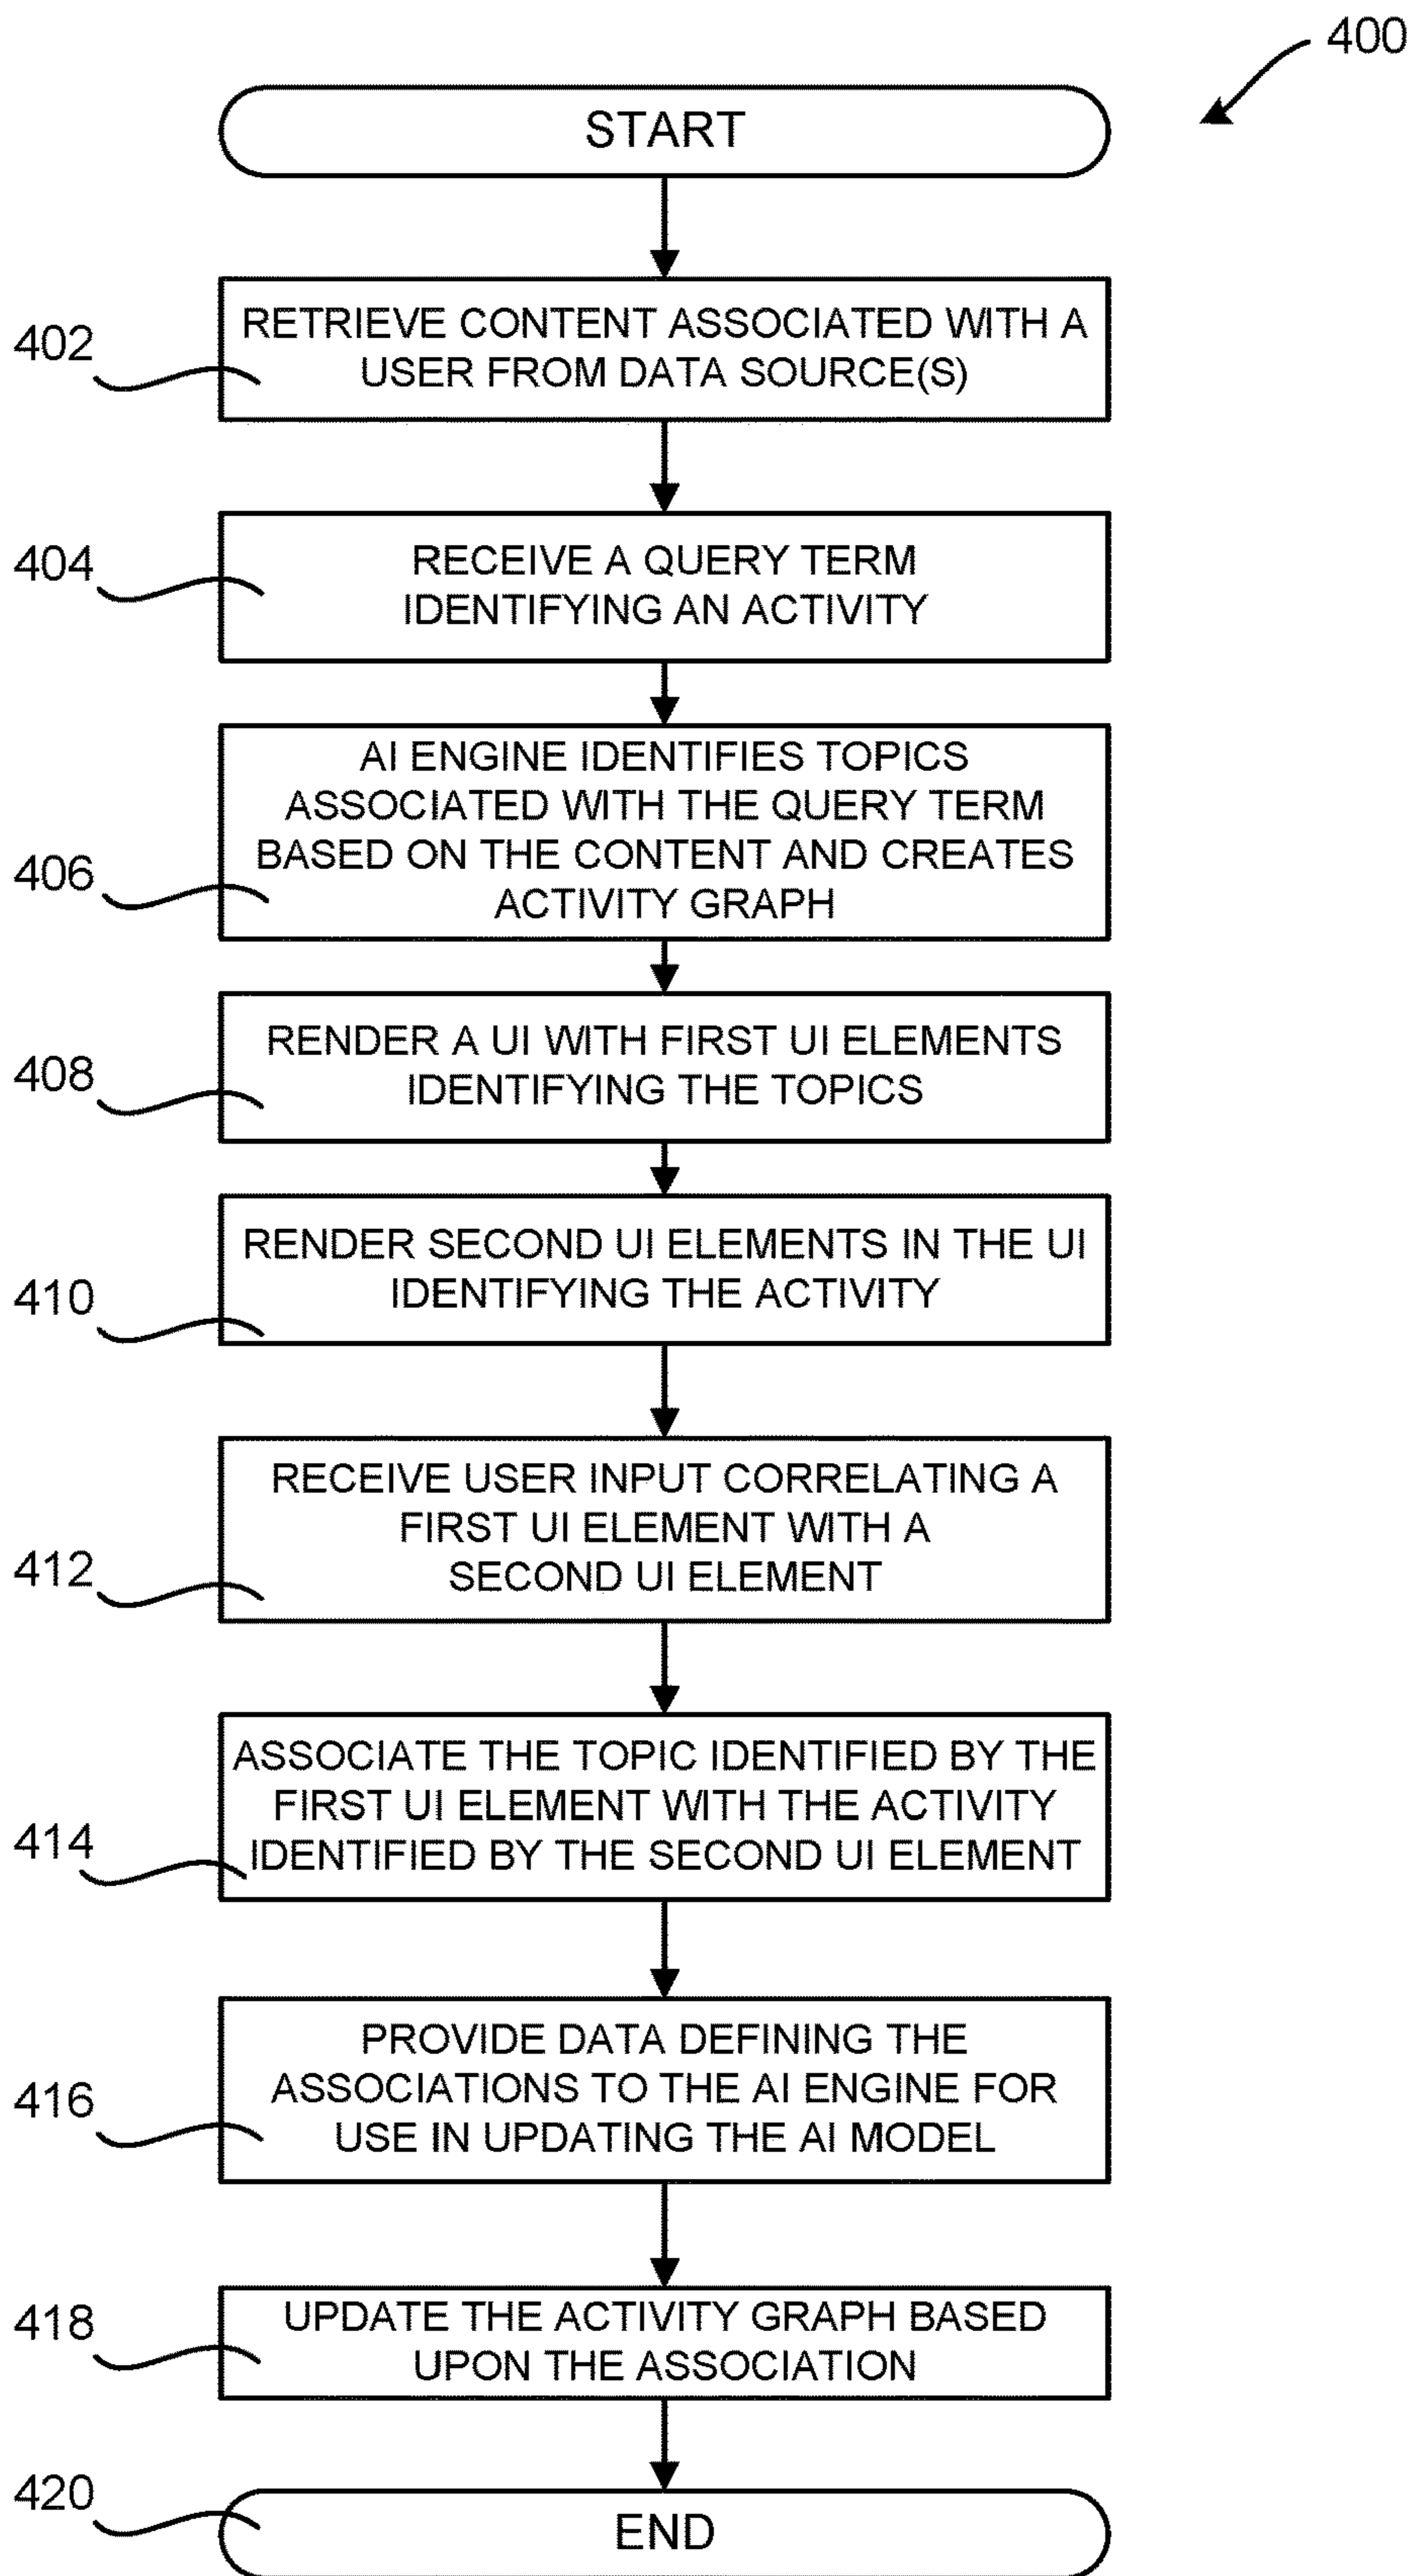 400
START
402
RETRIEVE CONTENT ASSOCIATED WITH A
USER FROM DATA SOURCE(S)
404
RECEIVE A QUERY TERM
IDENTIFYING AN ACTIVITY
406
AI ENGINE IDENTIFIES TOPICS
ASSOCIATED WITH THE QUERY TERM
BASED ON THE CONTENT AND CREATES
ACTIVITY GRAPH
408
RENDER A UI WITH FIRST UI ELEMENTS
IDENTIFYING THE TOPICS
410
RENDER SECOND UI ELEMENTS IN THE UI
IDENTIFYING THE ACTIVITY
412
RECEIVE USER INPUT CORRELATING A
FIRST UI ELEMENT WITH A
SECOND UI ELEMENT
414
ASSOCIATE THE TOPIC IDENTIFIED BY THE
FIRST UI ELEMENT WITH THE ACTIVITY
IDENTIFIED BY THE SECOND UI ELEMENT
416
PROVIDE DATA DEFINING THE
ASSOCIATIONS TO THE AI ENGINE FOR
USE IN UPDATING THE AI MODEL
418
UPDATE THE ACTIVITY GRAPH BASED
UPON THE ASSOCIATION
420
END